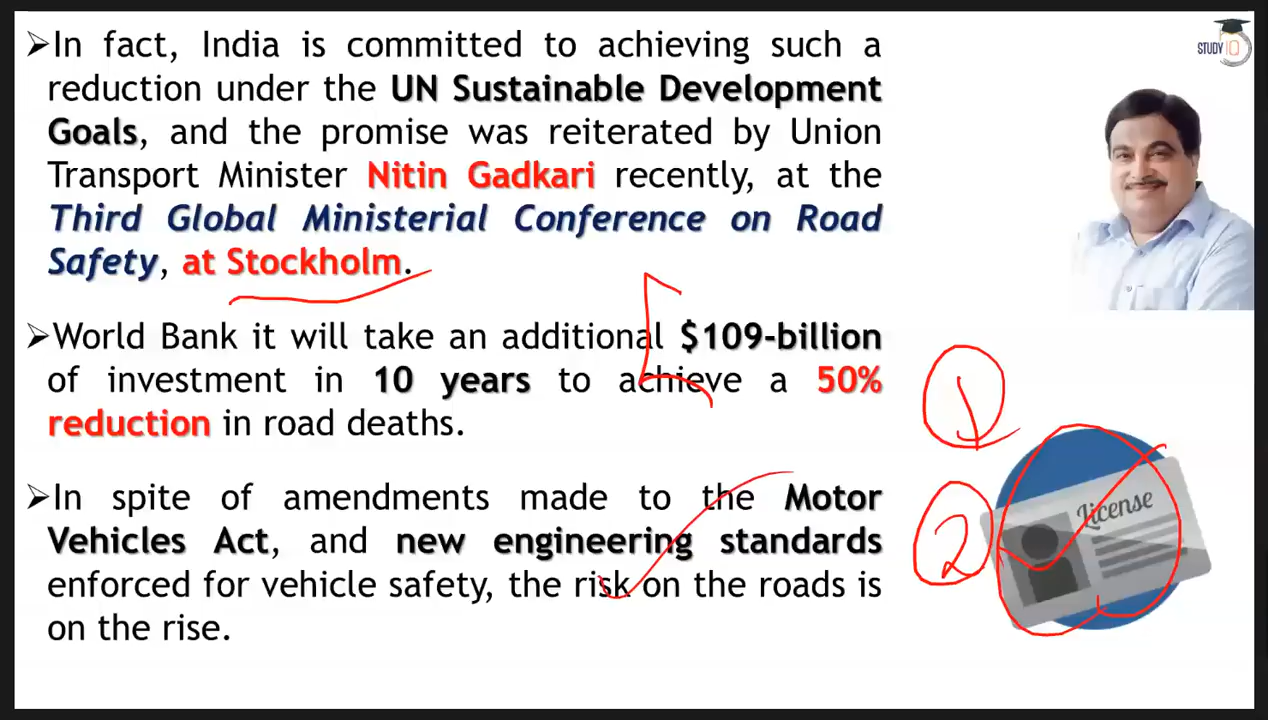 ➢In fact, India is committed to achieving such a
reduction under the UN Sustainable Development
Goals, and the promise was reiterated by Union
Transport Minister Nitin Gadkari recently, at the
Third Global Ministerial Conference on Road
Safety, at Stockholm.
➢World Bank it will take an additional $109-billion
of investment in 10 years to achieve a 50%
reduction in road deaths.
➢In spite of amendments made to the Motor
Vehicles Act, and new engineering standards
enforced for vehicle safety, the risk on the roads is
on the rise.
STUDY IQ
1
2
License